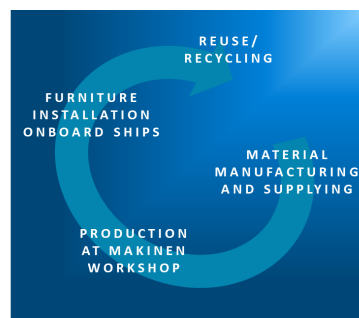 REUSE/
RECYCLING
FURNITURE
INSTALLATION
ONBOARD SHIPS
MATERIAL
MANUFACTURING
AND SUPPLYING
PRODUCTION
AT MAKINEN
WORKSHOP